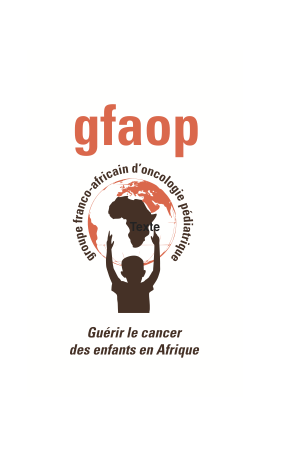 gfaop
groupe franco-africain d'oncologie pédiatrique
Texte
Guérir le cancer
des enfants en Afrique